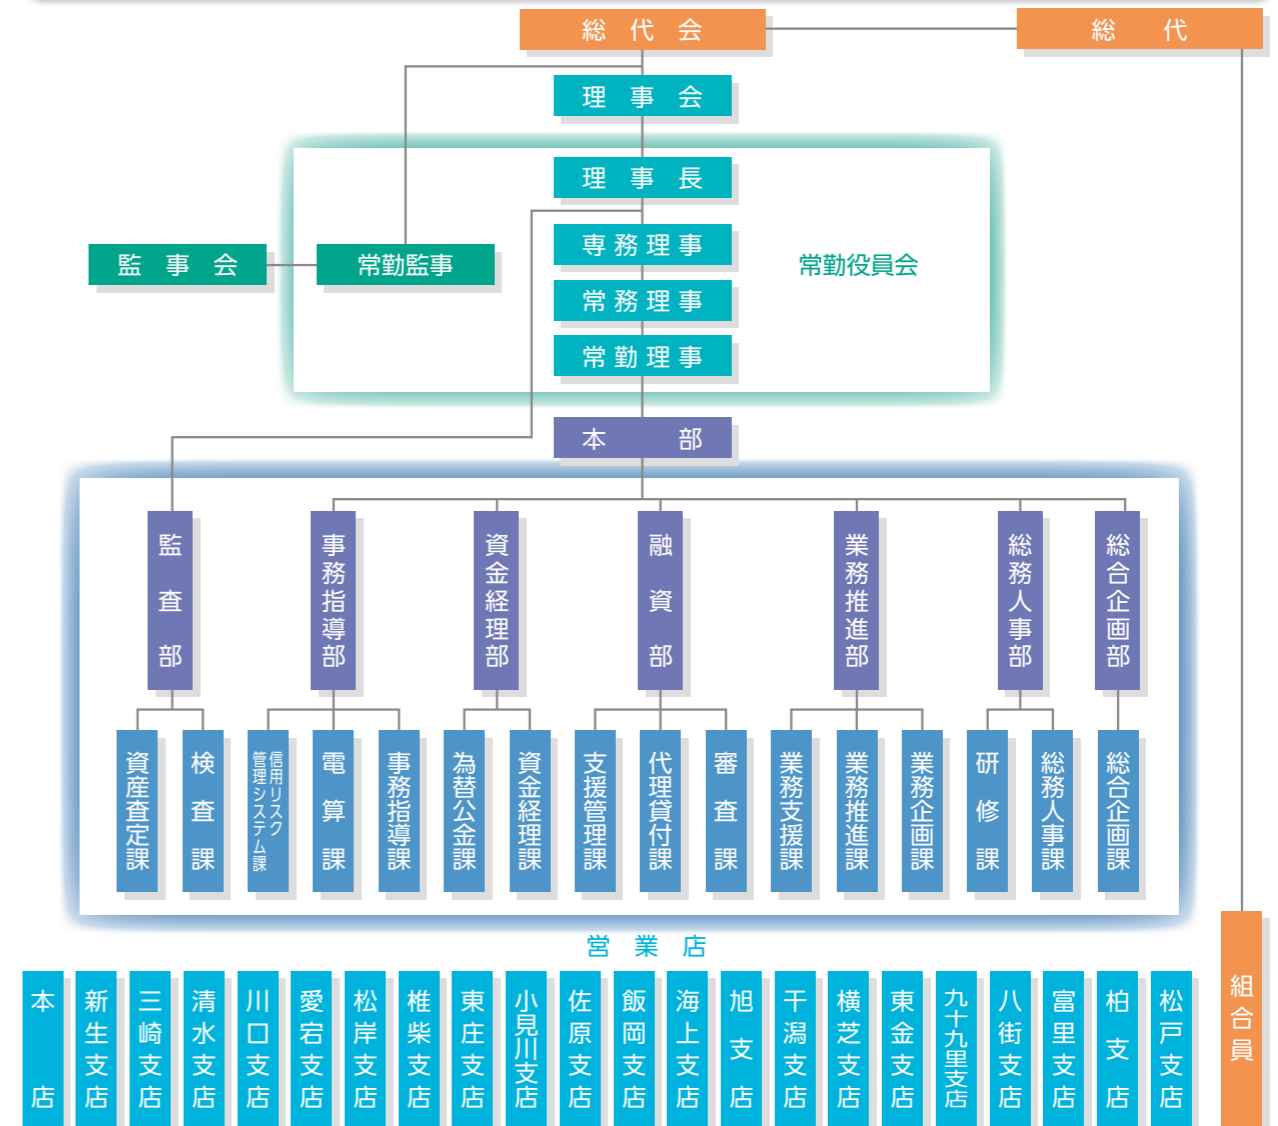 総代会
総代
理事会
理事長
専務理事
監事会
常勤監事
常勤役員会
常務理事
常勤理事
本部
監査部
事務指導部
資金経理部
融資部
業務推進部
総務人事部
総合企画部
資産査定課
検査課
信用リスク
管理システム課
電算課
事務指導課
為替公金課
資金経理課
支援管理課
代理貸付課
審査課
業務支援課
業務推進課
業務企画課
研修課
総務人事課
総合企画課
営業店
本店
新生支店
三崎支店
清水支店
川口支店
愛宕支店
松岸支店
椎柴支店
東庄支店
小見川支店
佐原支店
飯岡支店
海上支店
旭支店
干潟支店
横芝支店
東金支店
九十九里支店
八街支店
富里支店
柏支店
松戸支店
組合員